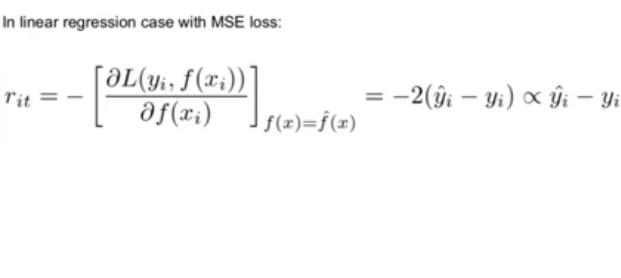 In linear regression case with MSE loss:
r_{it} = -\left[\frac{\partial L(y_i, f(x_i))}{\partial f(x_i)}\right]_{f(x)=\hat{f}(x)} = -2(\hat{y}_i - y_i) \propto \hat{y}_i - y_i